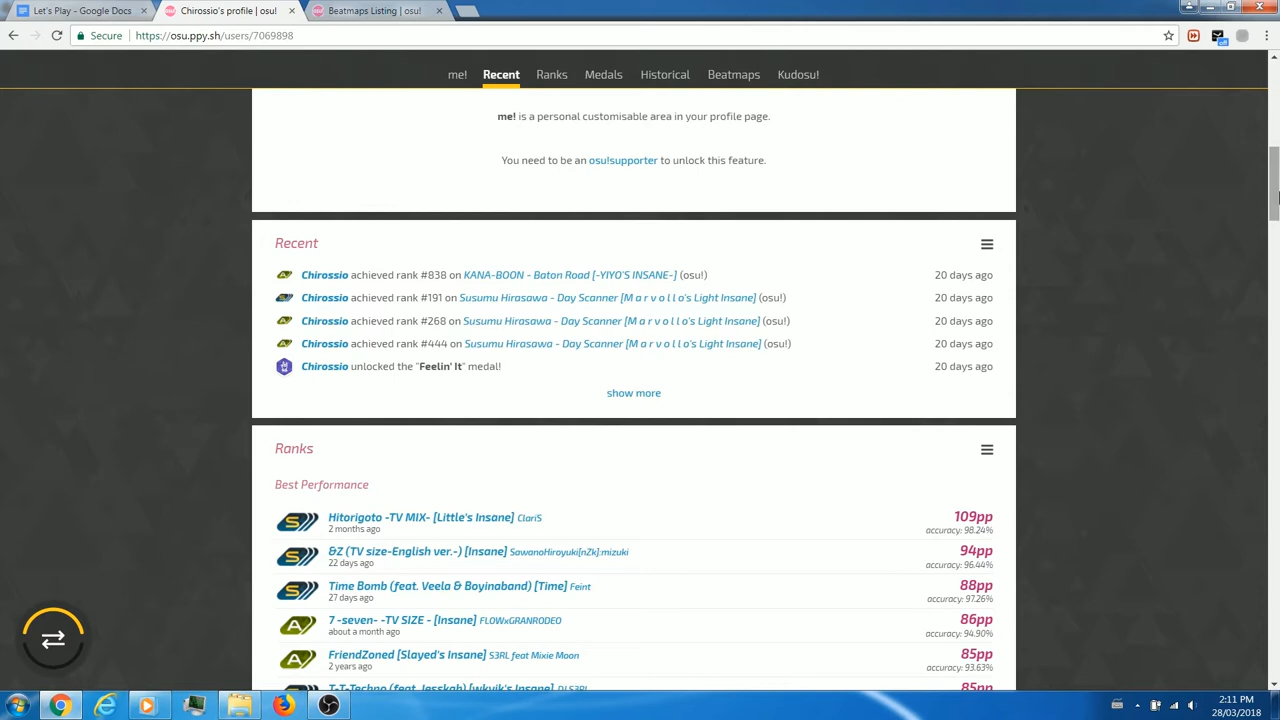 Let's Play - Google Docs
Chirossio's profile | osu!
Beatmaps Listing | osu!
Secure https://osu.ppy.sh/users/7069898
me! Recent Ranks Medals Historical Beatmaps Kudosu!
me! is a personal customisable area in your profile page.
You need to be an osu!supporter to unlock this feature.
Recent
Chirossio achieved rank #838 on KANA-BOON - Baton Road [-YIYO'S INSANE-] (osu!) 20 days ago
Chirossio achieved rank #191 on Susumu Hirasawa - Day Scanner [M a r v o l l o's Light Insane] (osu!) 20 days ago
Chirossio achieved rank #268 on Susumu Hirasawa - Day Scanner [M a r v o l l o's Light Insane] (osu!) 20 days ago
Chirossio achieved rank #444 on Susumu Hirasawa - Day Scanner [M a r v o l l o's Light Insane] (osu!) 20 days ago
Chirossio unlocked the "Feelin' It" medal! 20 days ago
show more
Ranks
Best Performance
S Hitorigoto -TV MIX- [Little's Insane] ClariS 109pp
2 months ago accuracy: 98.24%
S &Z (TV size-English ver.-) [Insane] SawanoHiroyuki[nZk]:mizuki 94pp
22 days ago accuracy: 96.44%
S Time Bomb (feat. Veela & Boyinaband) [Time] Feint 88pp
27 days ago accuracy: 97.26%
A 7 -seven- -TV SIZE - [Insane] FLOWxGRANRODEO 86pp
about a month ago accuracy: 94.90%
A FriendZoned [Slayed's Insane] S3RL feat Mixie Moon 85pp
2 years ago accuracy: 93.63%
T-T-Techno (feat. Jesskah) [wkyik's Insane] DJ S3RL 85pp
2:11 PM
28/03/2018